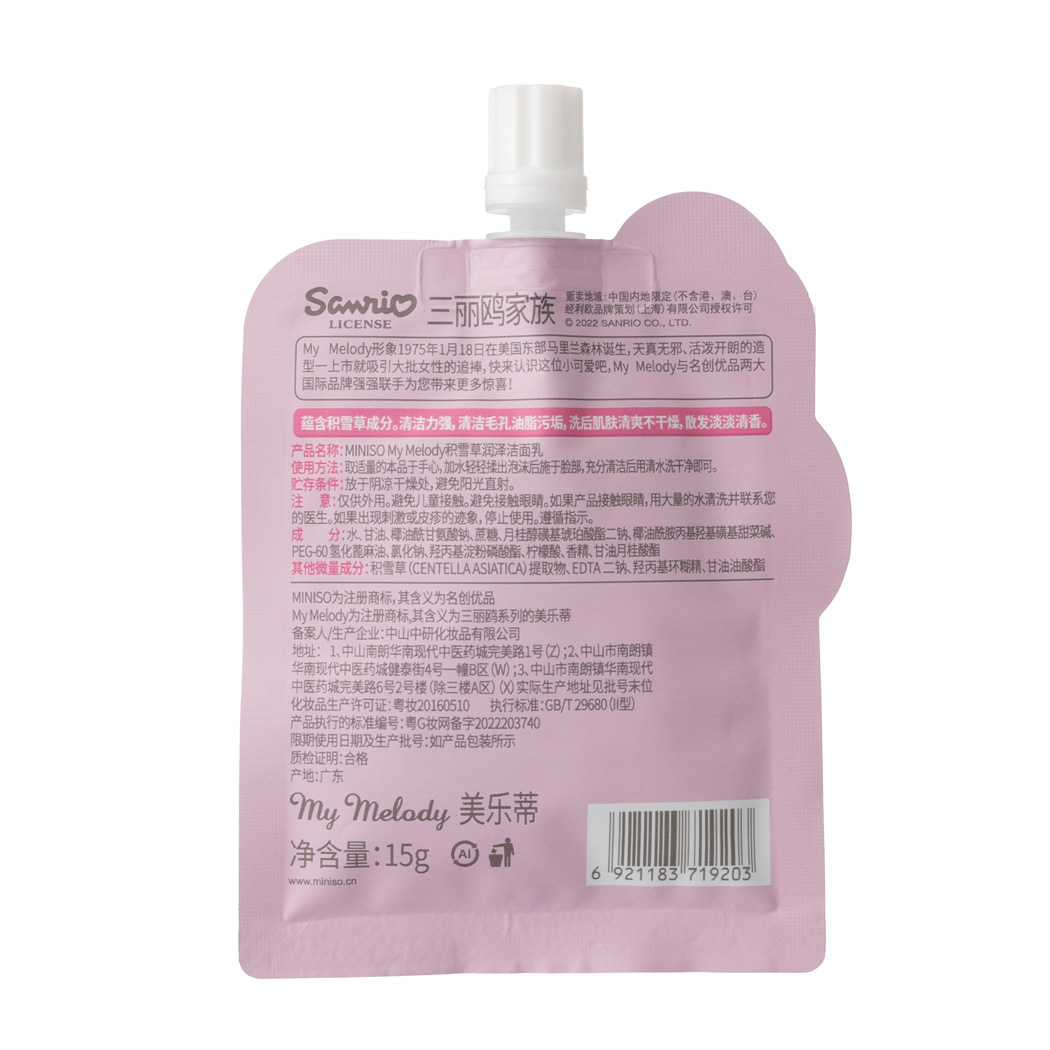 Sanrio
LICENSE
三丽鸥家族
贩卖地域:中国内地限定(不含港、澳、台)
经利欧品牌策划(上海)有限公司授权许可
© 2022 SANRIO CO., LTD.
My Melody形象1975年1月18日在美国东部马里兰森林诞生,天真无邪、活泼开朗的造
型一上市就吸引大批女性的追捧,快来认识这位小可爱吧,My Melody与名创优品两大
国际品牌强强联手为您带来更多惊喜!
蕴含积雪草成分。清洁力强,清洁毛孔油脂污垢,洗后肌肤清爽不干燥,散发淡淡清香。
产品名称:MINISO My Melody积雪草润泽洁面乳
使用方法:取适量的本品于手心,加水轻轻揉出泡沫后施于脸部,充分清洁后用清水洗干净即可。
贮存条件:放于阴凉干燥处,避免阳光直射。
注 意:仅供外用。避免儿童接触。避免接触眼睛。如果产品接触眼睛,用大量的水清洗并联系您
的医生。如果出现刺激或皮疹的迹象,停止使用。遵循指示。
成 分:水、甘油、椰油酰甘氨酸钠、蔗糖、月桂醇磺基琥珀酸酯二钠、椰油酰胺丙基羟基磺基甜菜碱、
PEG-60 氢化蓖麻油、氯化钠、羟丙基淀粉磷酸酯、柠檬酸、香精、甘油月桂酸酯
其他微量成分:积雪草(CENTELLA ASIATICA)提取物、EDTA 二钠、羟丙基环糊精、甘油油酸酯
MINISO为注册商标,其含义为名创优品
My Melody为注册商标,其含义为三丽鸥系列的美乐蒂
备案人/生产企业:中山中研化妆品有限公司
地址: 1、中山南朗华南现代中医药城完美路1号(Z);2、中山市南朗镇
华南现代中医药城健泰街4号一幢B区(W);3、中山市南朗镇华南现代
中医药城完美路6号2号楼(除三楼A区)(X)实际生产地址见批号末位
化妆品生产许可证:粤妆20160510 执行标准:GB/T 29680(II型)
产品执行的标准编号:粤G妆网备字2022203740
限期使用日期及生产批号:如产品包装所示
质检证明:合格
产地:广东
My Melody 美乐蒂
净含量:15g
Al
www.miniso.cn
6 921183 719203